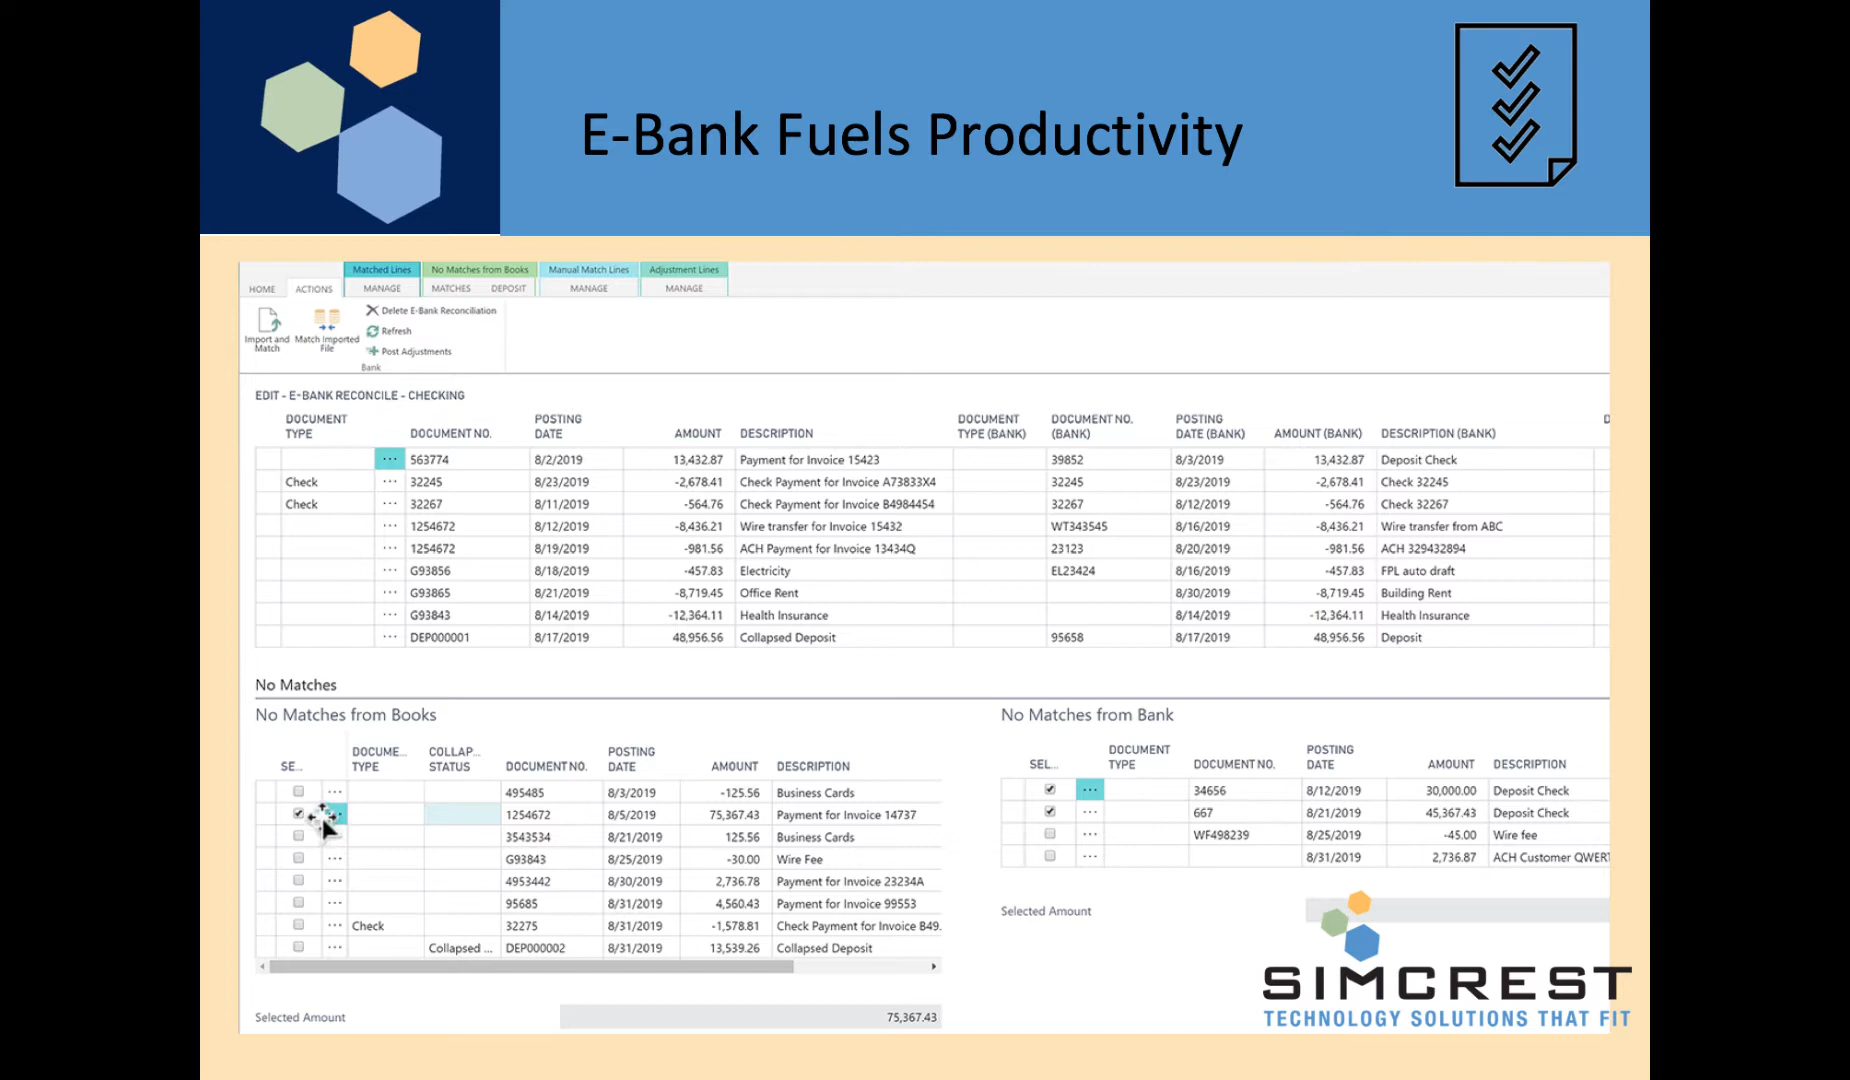 E-Bank Fuels Productivity
Matched Lines No Matches from Books Manual Match Lines Adjustment Lines
HOME ACTIONS MANAGE MATCHES DEPOSIT MANAGE MANAGE
Import and Match
Match Imported File
Delete E-Bank Reconciliation
Refresh
Post Adjustments
Bank
EDIT - E-BANK RECONCILE - CHECKING
DOCUMENT TYPE DOCUMENT NO. POSTING DATE AMOUNT DESCRIPTION DOCUMENT TYPE (BANK) DOCUMENT NO. (BANK) POSTING DATE (BANK) AMOUNT (BANK) DESCRIPTION (BANK) D
··· 563774 8/2/2019 13,432.87 Payment for Invoice 15423 39852 8/3/2019 13,432.87 Deposit Check
Check ··· 32245 8/23/2019 -2,678.41 Check Payment for Invoice A73833X4 32245 8/23/2019 -2,678.41 Check 32245
Check ··· 32267 8/11/2019 -564.76 Check Payment for Invoice B4984454 32267 8/12/2019 -564.76 Check 32267
··· 1254672 8/12/2019 -8,436.21 Wire transfer for Invoice 15432 WT343545 8/16/2019 -8,436.21 Wire transfer from ABC
··· 1254672 8/19/2019 -981.56 ACH Payment for Invoice 13434Q 23123 8/20/2019 -981.56 ACH 329432894
··· G93856 8/18/2019 -457.83 Electricity EL23424 8/16/2019 -457.83 FPL auto draft
··· G93865 8/21/2019 -8,719.45 Office Rent 8/30/2019 -8,719.45 Building Rent
··· G93843 8/14/2019 -12,364.11 Health Insurance 8/14/2019 -12,364.11 Health Insurance
··· DEP000001 8/17/2019 48,956.56 Collapsed Deposit 95658 8/17/2019 48,956.56 Deposit
No Matches
No Matches from Books
SE... DOCUME... TYPE COLLAP... STATUS DOCUMENT NO. POSTING DATE AMOUNT DESCRIPTION
··· 495485 8/3/2019 -125.56 Business Cards
1254672 8/5/2019 75,367.43 Payment for Invoice 14737
3543534 8/21/2019 125.56 Business Cards
··· G93843 8/25/2019 -30.00 Wire Fee
··· 4953442 8/30/2019 2,736.78 Payment for Invoice 23234A
··· 95685 8/31/2019 4,560.43 Payment for Invoice 99553
··· Check 32275 8/31/2019 -1,578.81 Check Payment for Invoice B49.
··· Collapsed ... DEP000002 8/31/2019 13,539.26 Collapsed Deposit
Selected Amount 75,367.43
No Matches from Bank
SEL... DOCUMENT TYPE DOCUMENT NO. POSTING DATE AMOUNT DESCRIPTION
··· 34656 8/12/2019 30,000.00 Deposit Check
··· 667 8/21/2019 45,367.43 Deposit Check
··· WF498239 8/25/2019 -45.00 Wire fee
··· 8/31/2019 2,736.87 ACH Customer QWERT
Selected Amount
SIMCREST
TECHNOLOGY SOLUTIONS THAT FIT